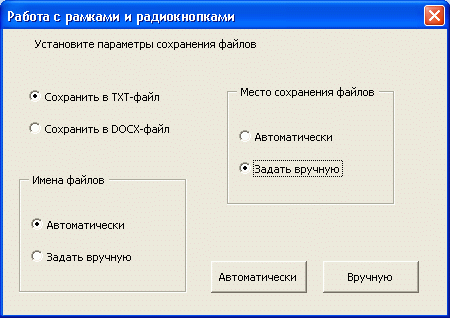 Работа с рамками и радиокнопками
Установите параметры сохранения файлов
Сохранить в TXT-файл
Сохранить в DOCX-файл
Место сохранения файлов
Автоматически
Задать вручную
Имена файлов
Автоматически
Задать вручную
Автоматически
Вручную